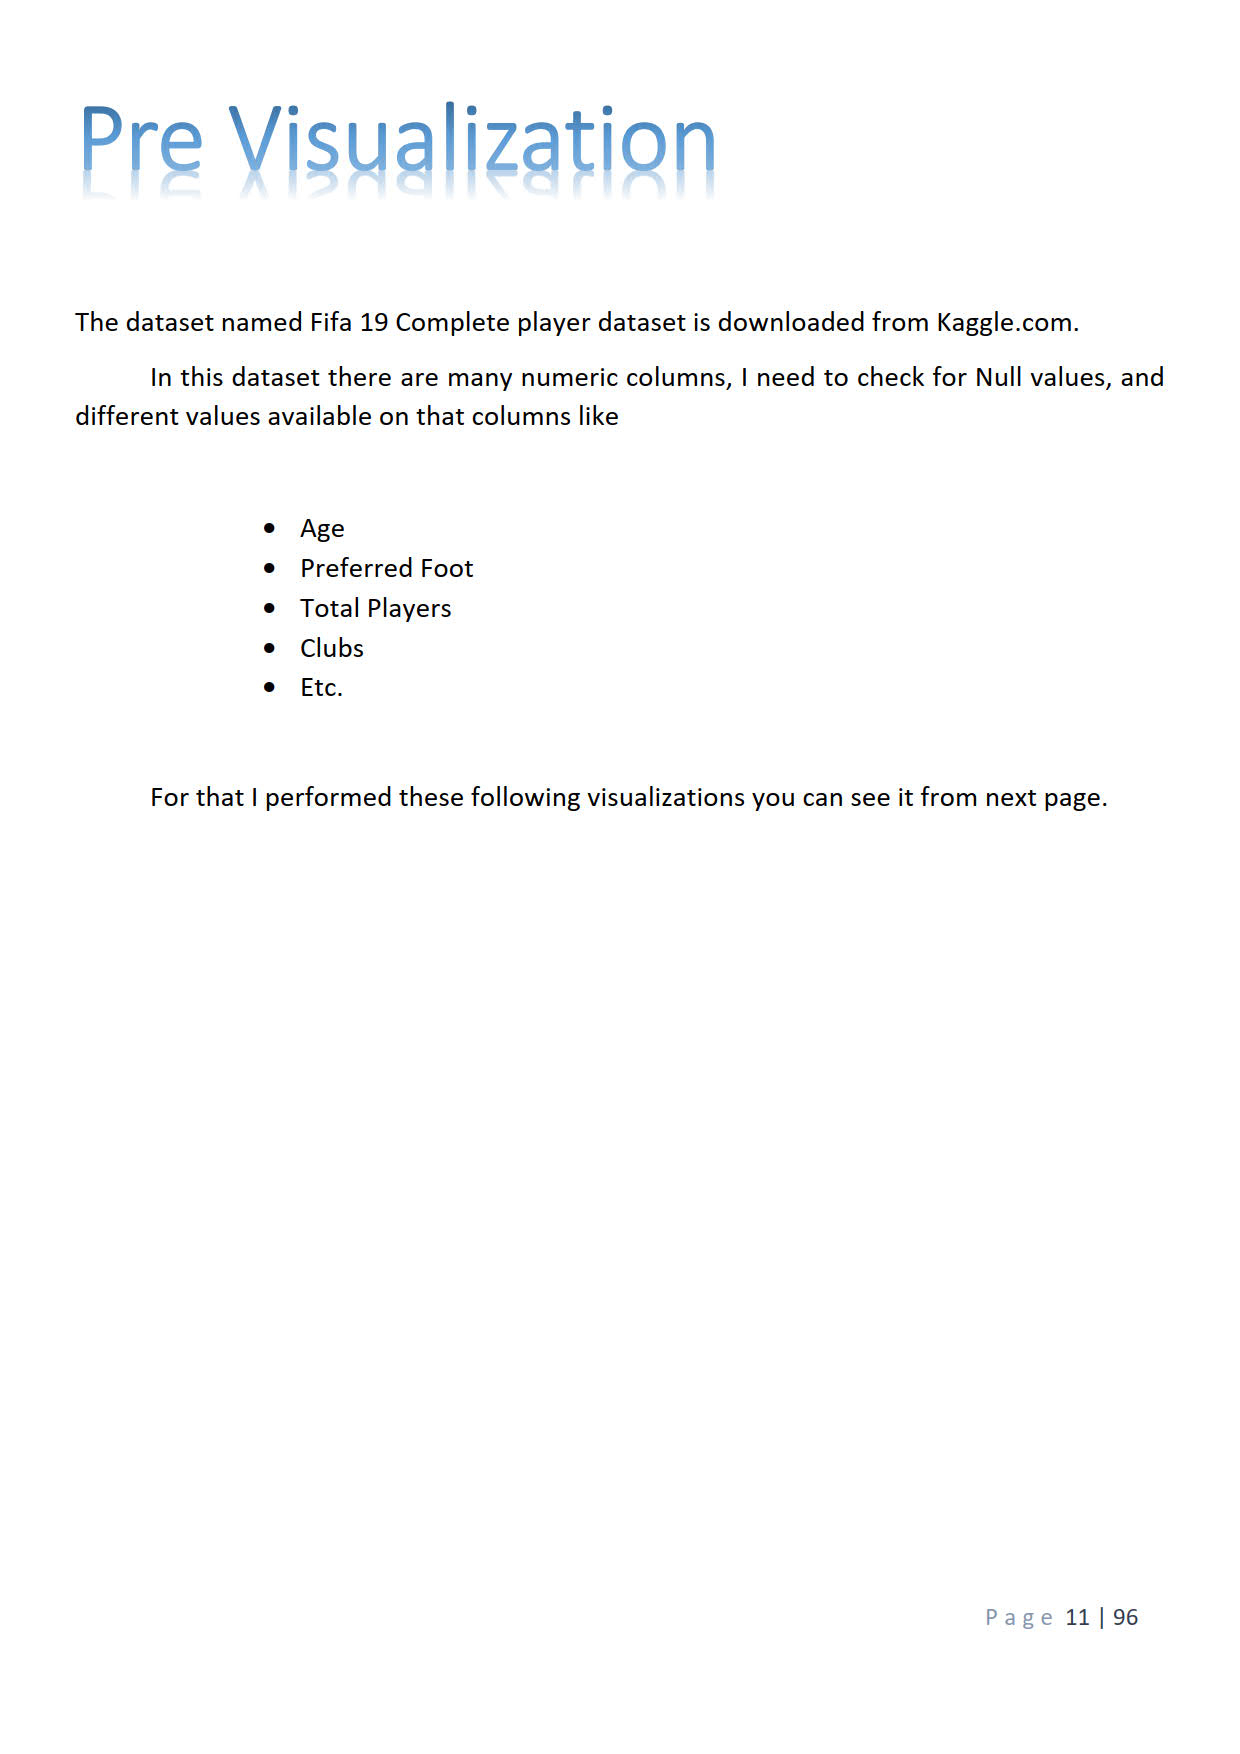 Pre Visualization
The dataset named Fifa 19 Complete player dataset is downloaded from Kaggle.com.
In this dataset there are many numeric columns, I need to check for Null values, and
different values available on that columns like
• Age
• Preferred Foot
• Total Players
• Clubs
• Etc.
For that I performed these following visualizations you can see it from next page.
Page 11 | 96